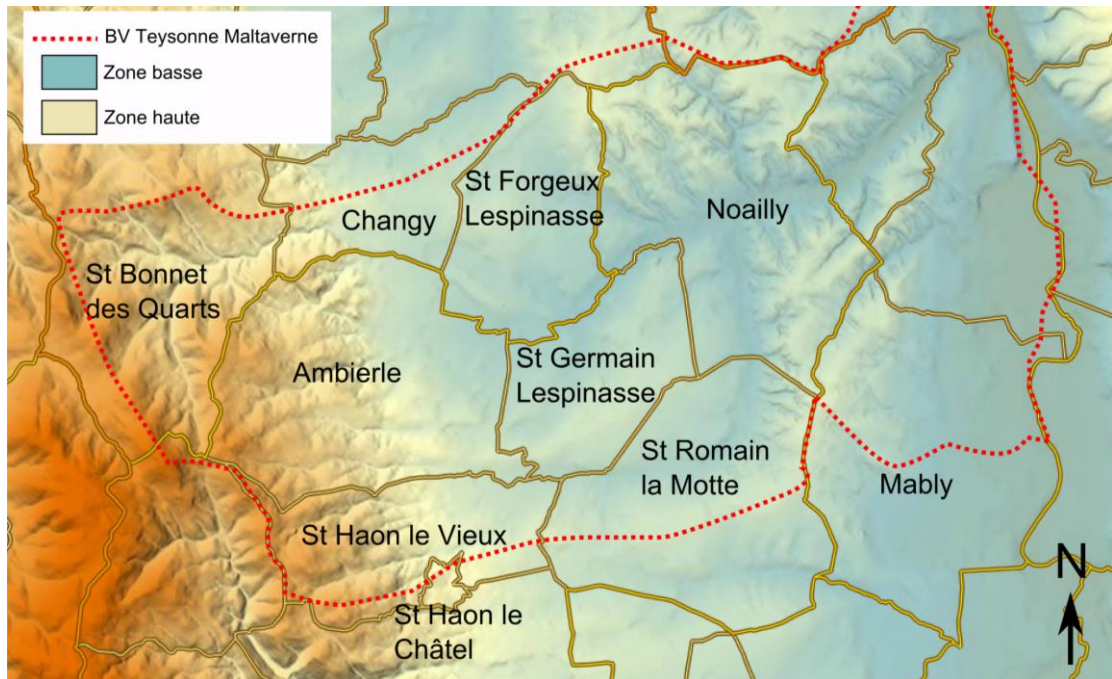 BV Teysonne Maltaverne
Zone basse
Zone haute
St Forgeux
Lespinasse
Changy
Noailly
St Bonnet
des Quarts
Ambierle
St Germain
Lespinasse
St Romain
la Motte
Mably
St Haon le Vieux
N
St Haon le
Châtel